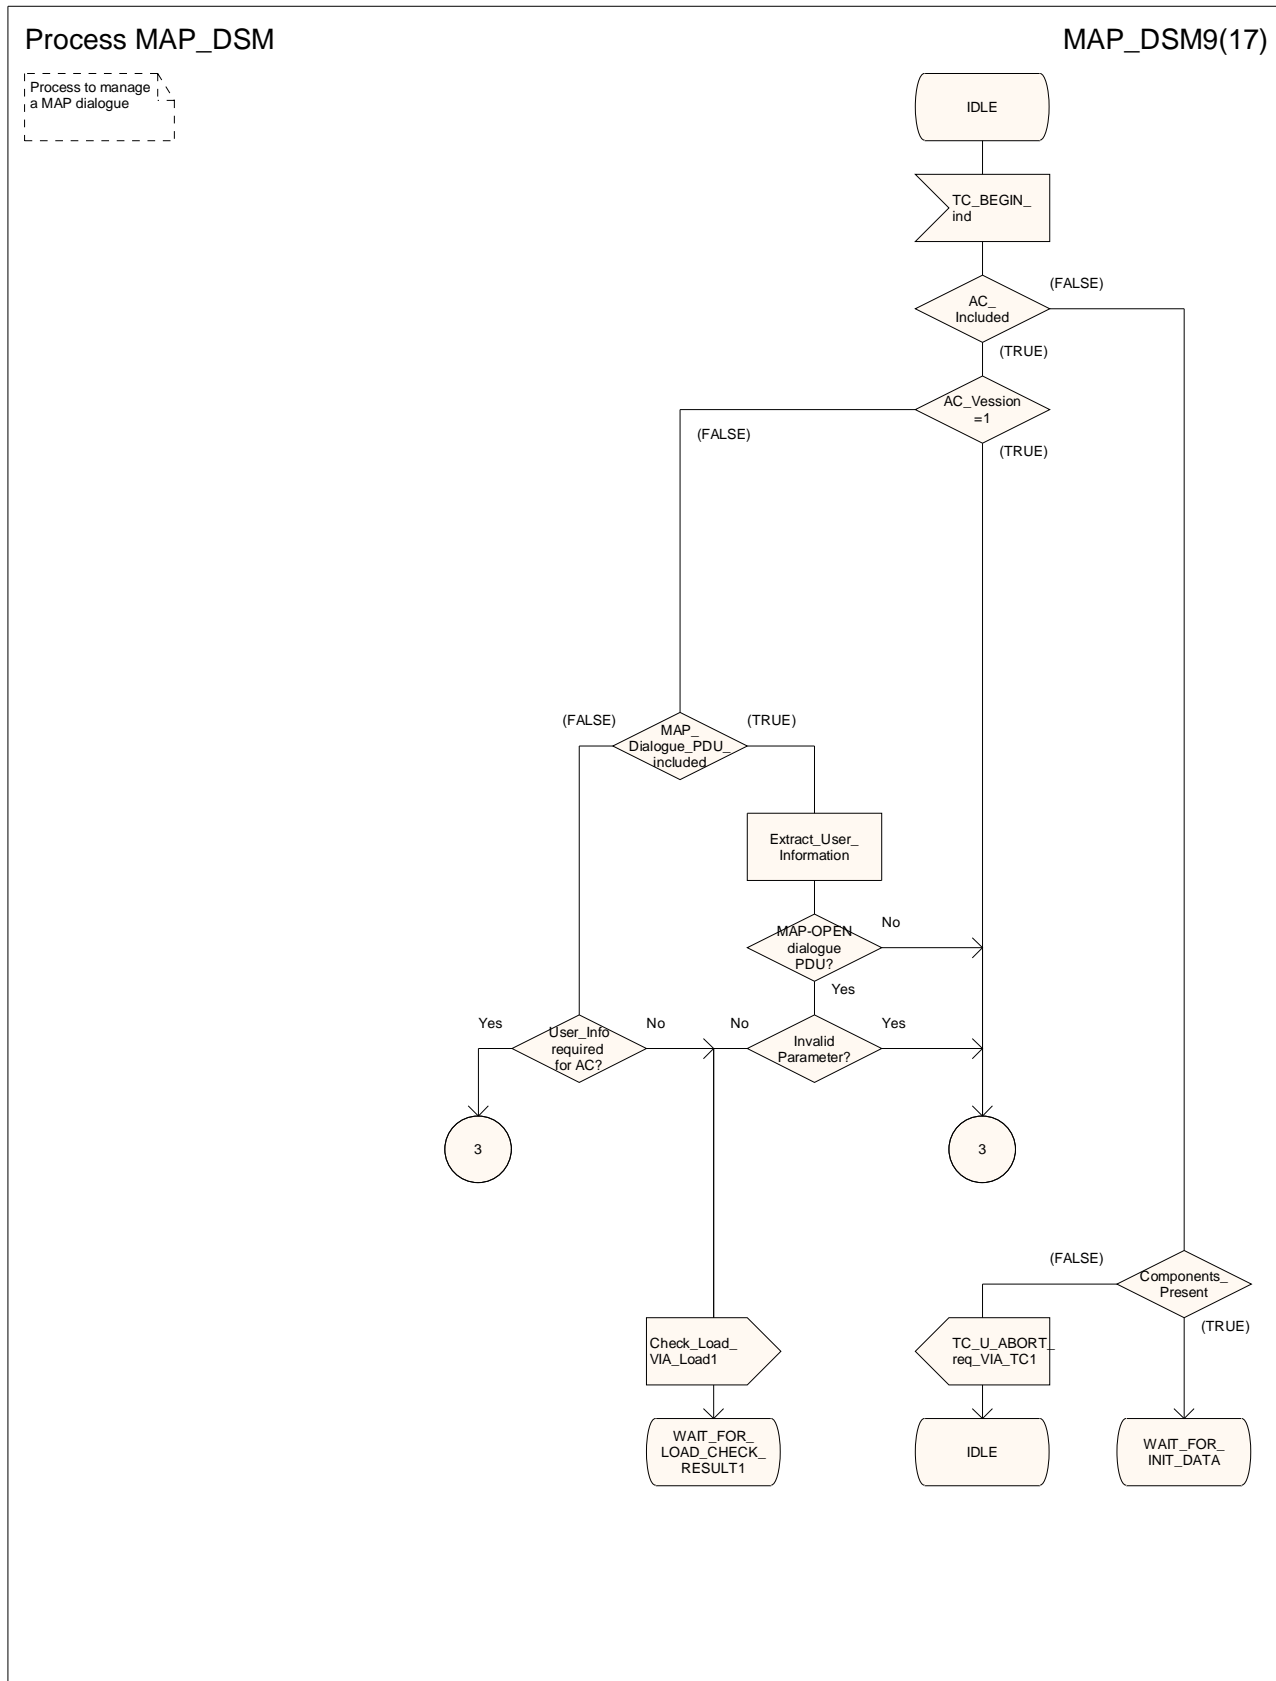 Process MAP_DSM
MAP_DSM9(17)
Process to manage
a MAP dialogue
IDLE
TC_BEGIN_
ind
(FALSE)
AC_
Included
(TRUE)
AC_Vession
=1
(FALSE)
(TRUE)
(FALSE)
(TRUE)
MAP_
Dialogue_PDU_
included
Extract_User_
Information
No
MAP-OPEN
dialogue
PDU?
Yes
Yes
User_Info
required
for AC?
No
No
Invalid
Parameter?
Yes
3
3
(FALSE)
Components_
Present
(TRUE)
Check_Load_
VIA_Load1
TC_U_ABORT_
req_VIA_TC1
WAIT_FOR_
LOAD_CHECK_
RESULT1
IDLE
WAIT_FOR_
INIT_DATA